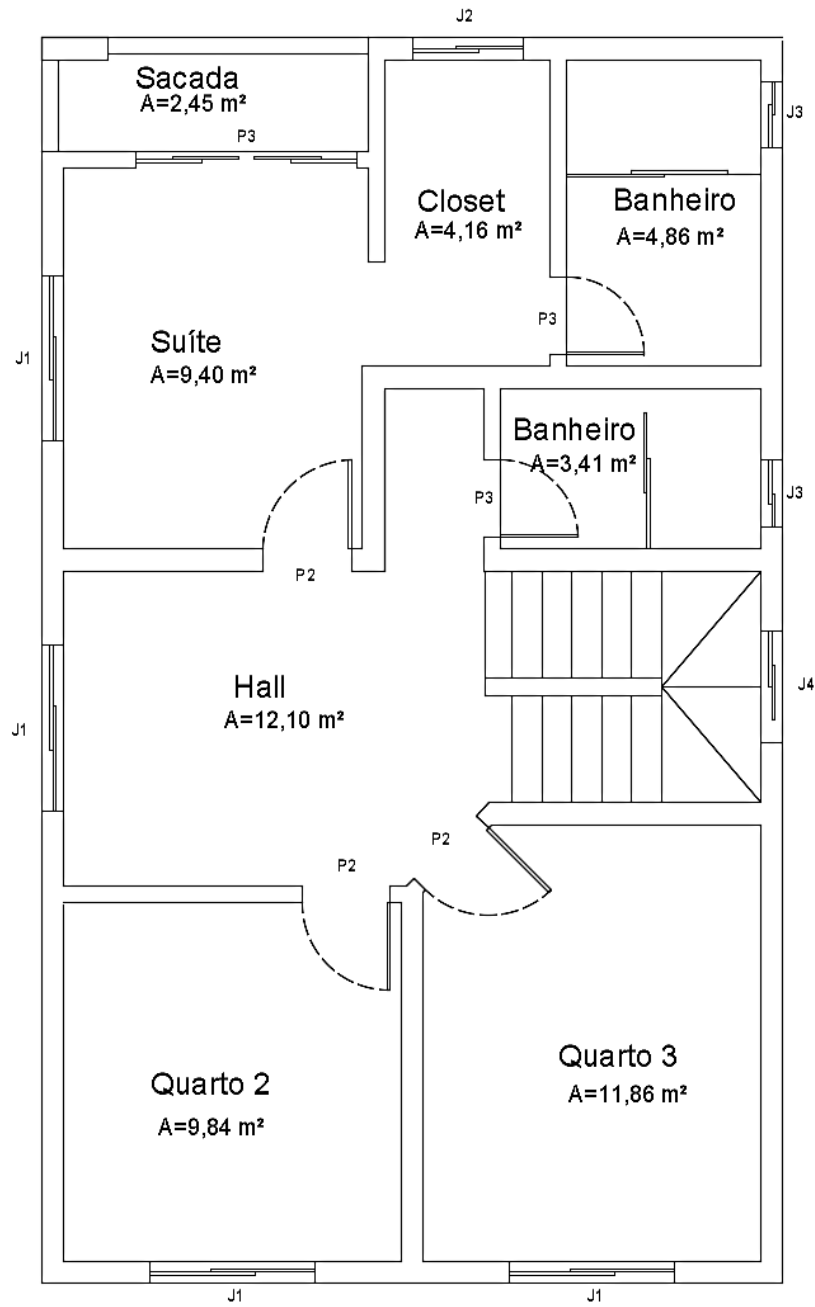 J2
Sacada
A=2,45 m²
P3
J3
Closet
A=4,16 m²
Banheiro
A=4,86 m²
P3
J1
Suíte
A=9,40 m²
Banheiro
A=3,41 m²
P3
J3
P2
Hall
A=12,10 m²
J4
J1
P2
P2
Quarto 2
A=9,84 m²
Quarto 3
A=11,86 m²
J1
J1